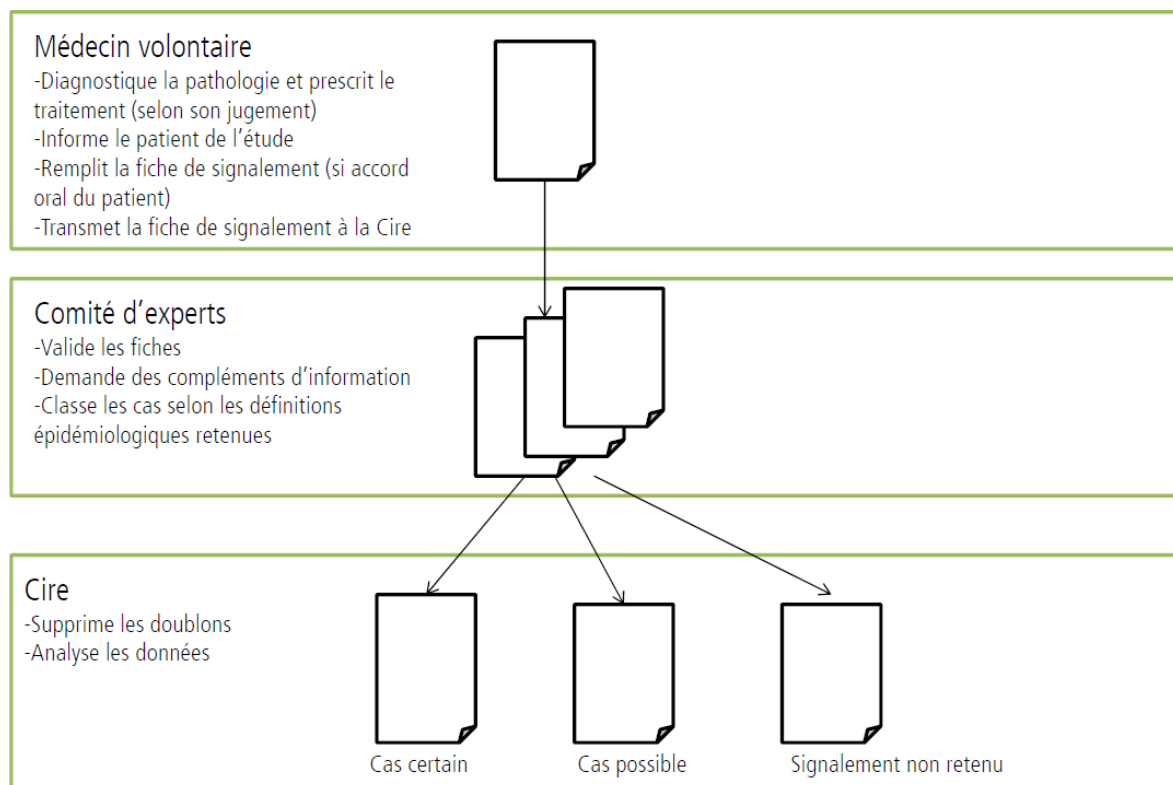 Médecin volontaire
-Diagnostique la pathologie et prescrit le
traitement (selon son jugement)
-Informe le patient de l'étude
-Remplit la fiche de signalement (si accord
oral du patient)
-Transmet la fiche de signalement à la Cire
Comité d'experts
-Valide les fiches
-Demande des compléments d'information
-Classe les cas selon les définitions
épidémiologiques retenues
Cire
-Supprime les doublons
-Analyse les données
Cas certain
Cas possible
Signalement non retenu